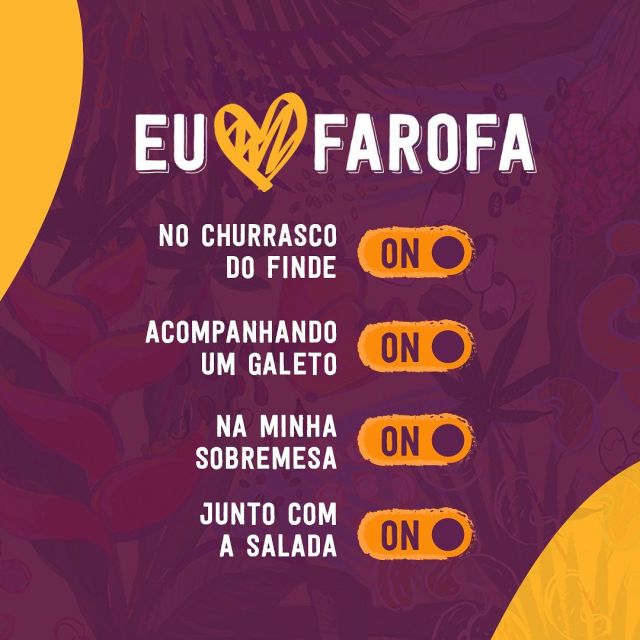 EU FAROFA
NO CHURRASCO
DO FINDE
ON
ACOMPANHANDO
UM GALETO
ON
NA MINHA
SOBREMESA
ON
JUNTO COM
A SALADA
ON